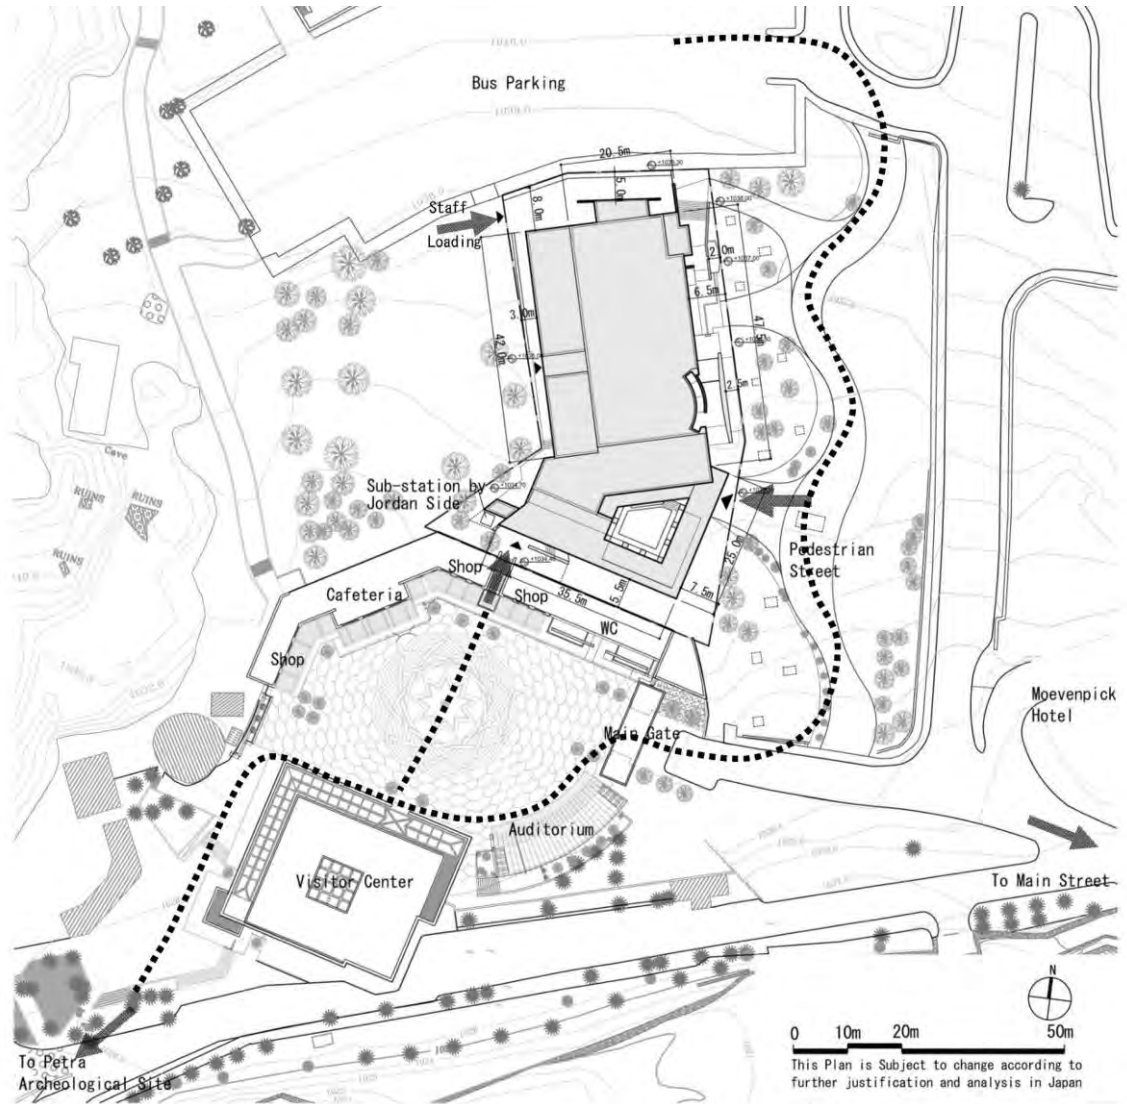 1036.0
Bus Parking
1038.0
20.5m
5.0m
8.0m
Staff
Loading
2.0m
6.5m
3.0m
42.0m
47.5m
2.5m
Cave
RUINS
RUINS
RUINS
Sub-station by
Jordan Side
Pedestrian
Street
25.0m
7.5m
5.5m
35.5m
Shop
Shop
Cafeteria
WC
Shop
Main Gate
Moevenpick
Hotel
Auditorium
Visitor Center
To Main Street
N
0 10m 20m 50m
This Plan is Subject to change according to
further justification and analysis in Japan
To Petra
Archeological Site